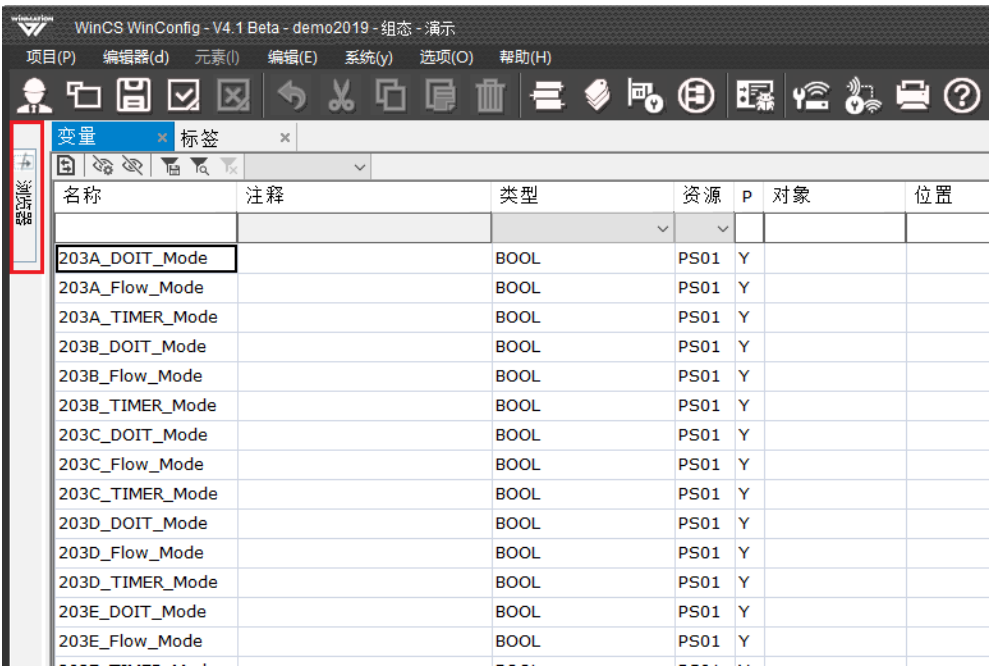 WinCS WinConfig - V4.1 Beta - demo2019 - 组态 - 演示
项目(P) 编辑器(d) 元素(I) 编辑(E) 系统(y) 选项(O) 帮助(H)
变量 × 标签 ×
浏览器
名称 注释 类型 资源 P 对象 位置
203A_DOIT_Mode BOOL PS01 Y
203A_Flow_Mode BOOL PS01 Y
203A_TIMER_Mode BOOL PS01 Y
203B_DOIT_Mode BOOL PS01 Y
203B_Flow_Mode BOOL PS01 Y
203B_TIMER_Mode BOOL PS01 Y
203C_DOIT_Mode BOOL PS01 Y
203C_Flow_Mode BOOL PS01 Y
203C_TIMER_Mode BOOL PS01 Y
203D_DOIT_Mode BOOL PS01 Y
203D_Flow_Mode BOOL PS01 Y
203D_TIMER_Mode BOOL PS01 Y
203E_DOIT_Mode BOOL PS01 Y
203E_Flow_Mode BOOL PS01 Y